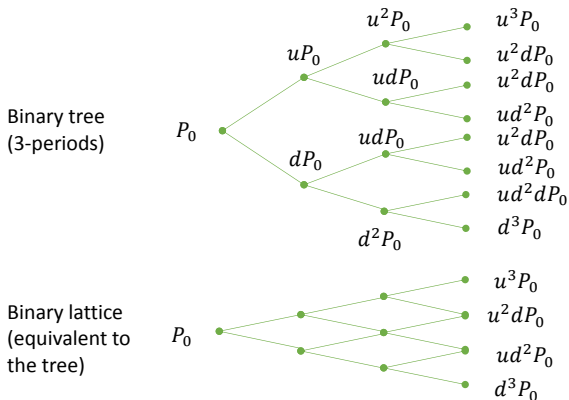 u²P₀
u³P₀
uP₀
u²dP₀
udP₀
u²dP₀
Binary tree
(3-periods)
P₀
ud²P₀
udP₀
u²dP₀
dP₀
ud²P₀
ud²dP₀
d²P₀
d³P₀
Binary lattice
(equivalent to
the tree)
P₀
u³P₀
u²dP₀
ud²P₀
d³P₀